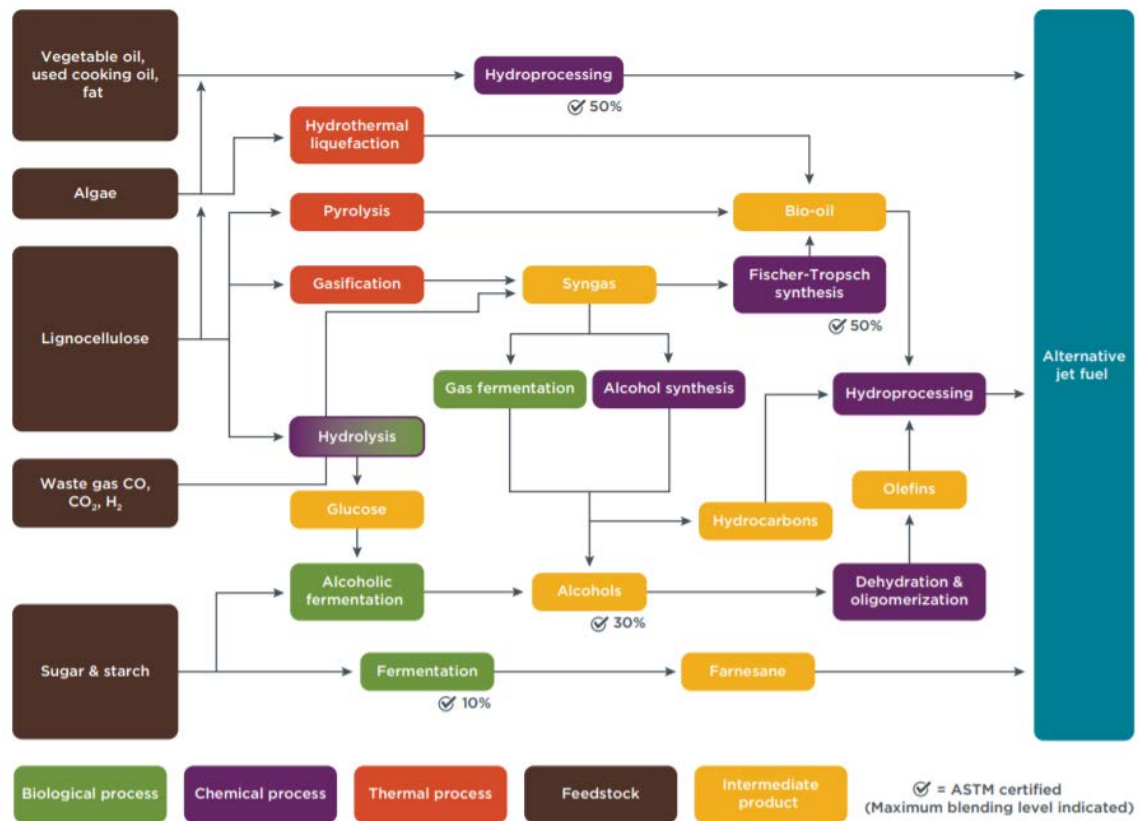 Vegetable oil,
used cooking oil,
fat
Hydroprocessing
50%
Hydrothermal
liquefaction
Algae
Pyrolysis
Bio-oil
Lignocellulose
Gasification
Syngas
Fischer-Tropsch
synthesis
50%
Alternative
jet fuel
Gas fermentation
Alcohol synthesis
Hydroprocessing
Hydrolysis
Waste gas CO,
CO₂, H₂
Glucose
Hydrocarbons
Olefins
Alcoholic
fermentation
Alcohols
30%
Dehydration &
oligomerization
Sugar & starch
Fermentation
10%
Farnesane
Biological process
Chemical process
Thermal process
Feedstock
Intermediate
product
= ASTM certified
(Maximum blending level indicated)